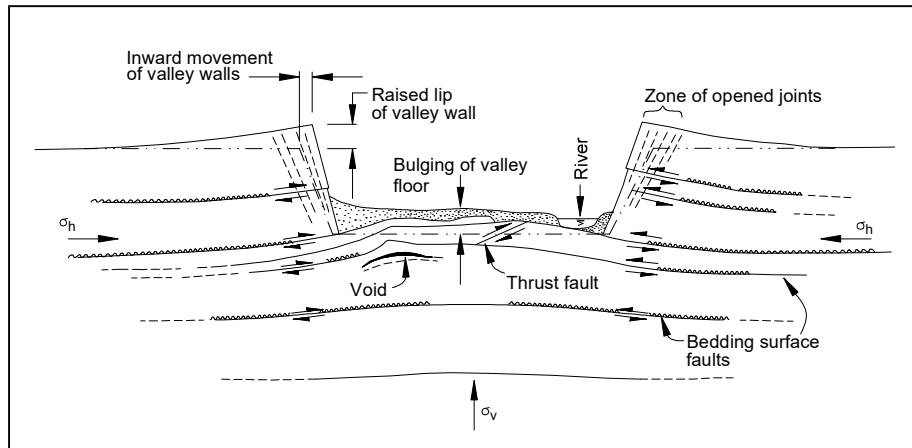 Inward movement
of valley walls
Raised lip
of valley wall
Zone of opened joints
Bulging of valley
floor
River
σh
σh
Void
Thrust fault
Bedding surface
faults
σv